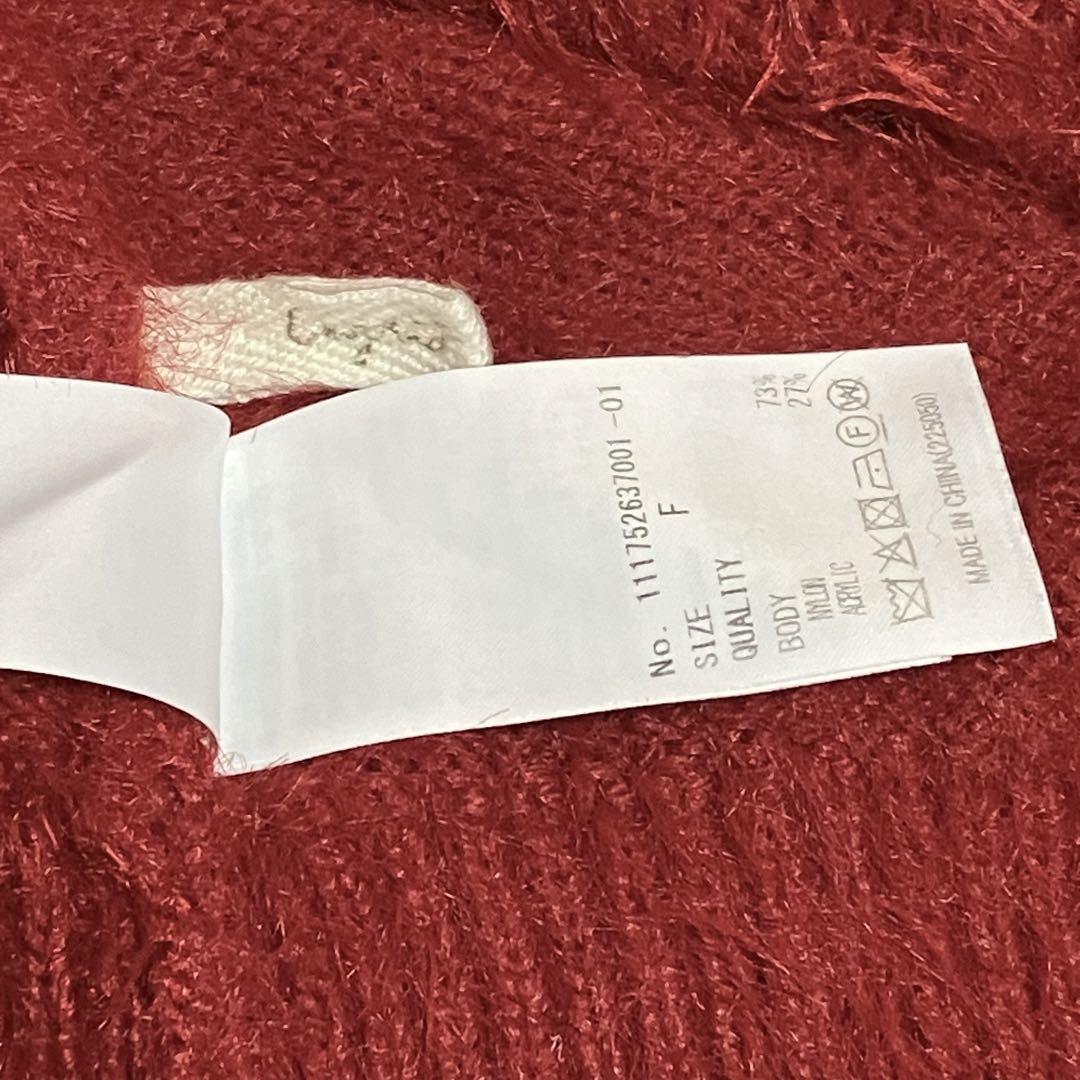 No. 111752637001-01
SIZE F
QUALITY
BODY
NYLON 73%
ACRYLIC 27%
F W
MADE IN CHINA(225050)